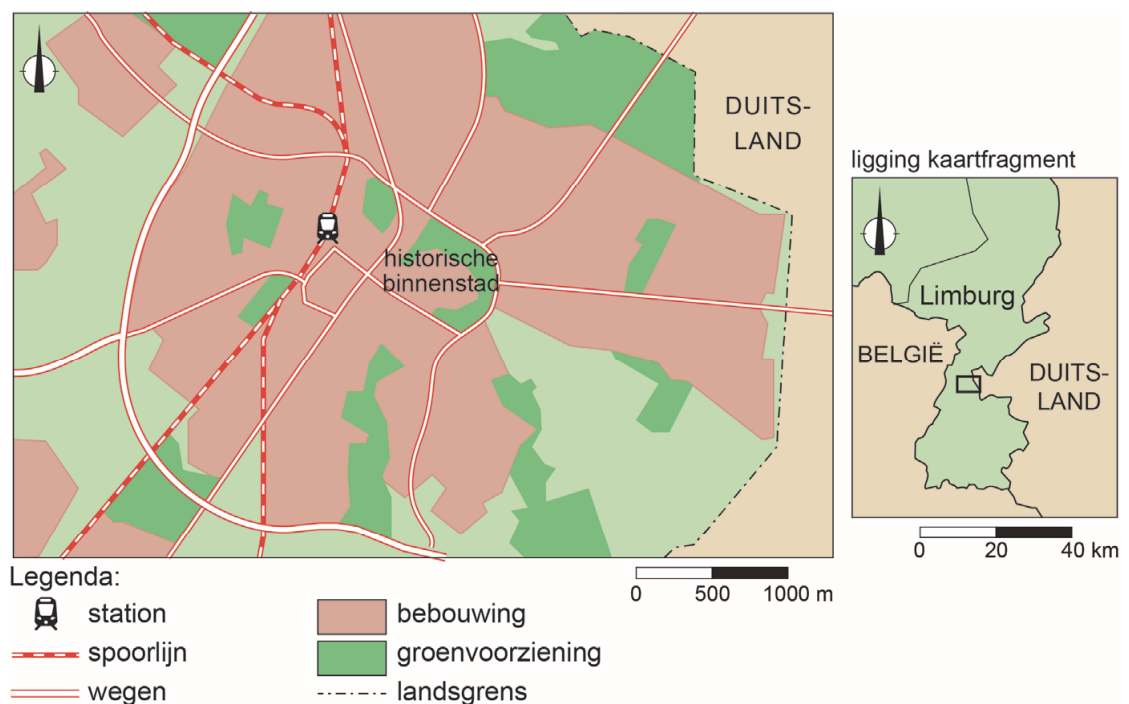 DUITS-
LAND
historische
binnenstad
ligging kaartfragment
Limburg
BELGIË
DUITS-
LAND
0 20 40 km
0 500 1000 m
Legenda:
station
spoorlijn
wegen
bebouwing
groenvoorziening
landsgrens